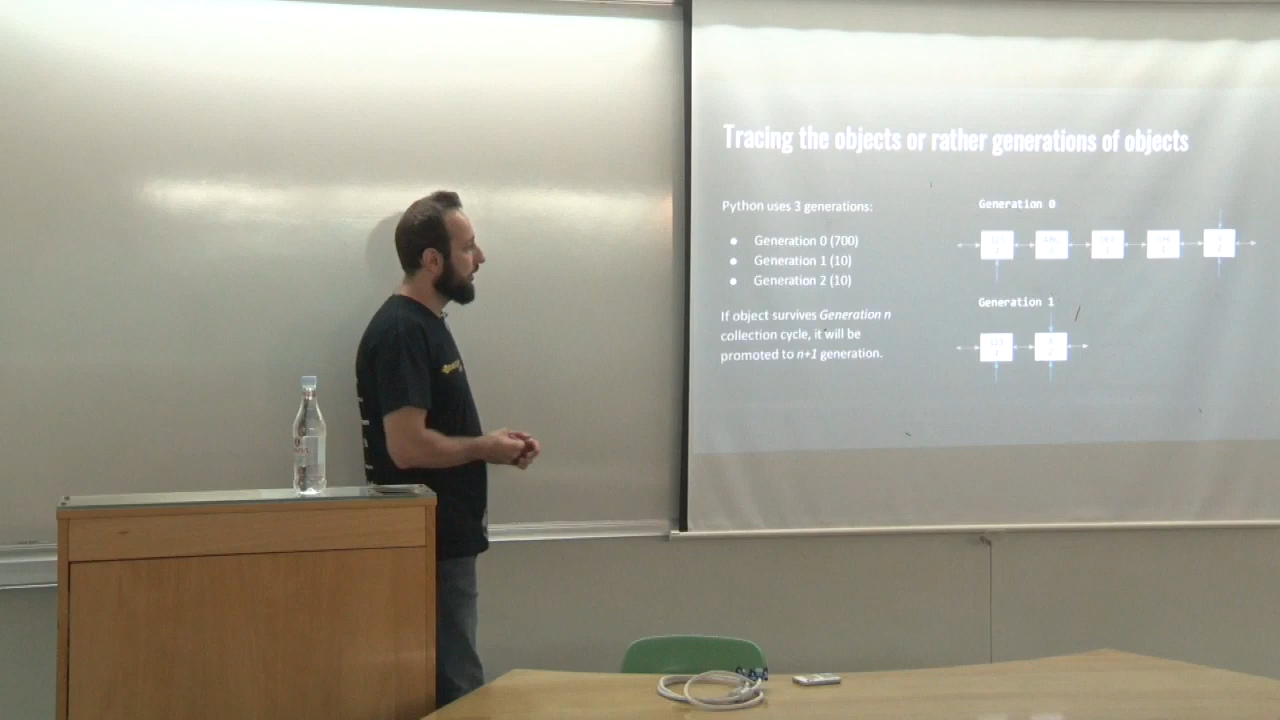 Tracing the objects or rather generations of objects
Python uses 3 generations:
Generation 0 (700)
Generation 1 (10)
Generation 2 (10)
If object survives Generation n
collection cycle, it will be
promoted to n+1 generation.
Generation 0
Generation 1